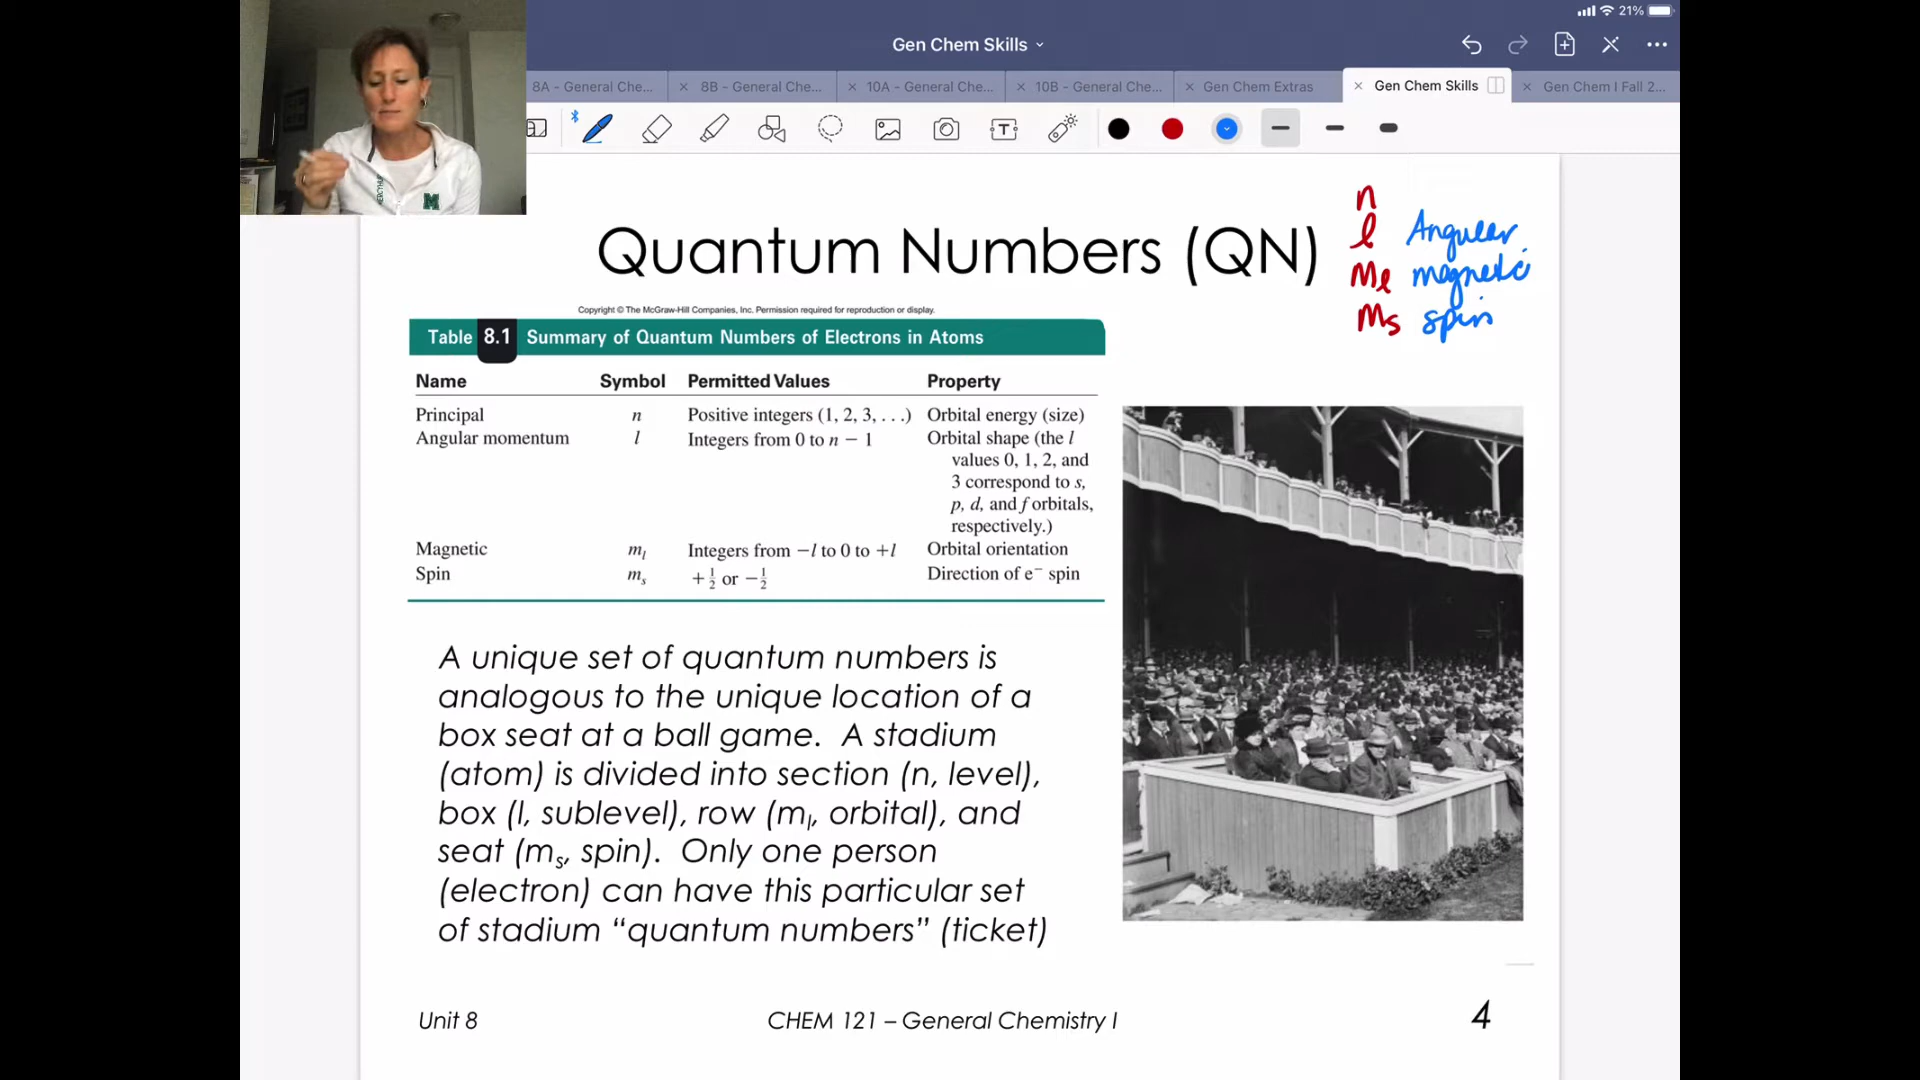 21%
Gen Chem Skills
8A - General Che...
8B - General Che...
10A - General Che...
10B - General Che...
Gen Chem Extras
Gen Chem Skills
Gen Chem I Fall 2...
T
M
Quantum Numbers (QN)
n
l Angular
ml magnetic
ms spin
Copyright © The McGraw-Hill Companies, Inc. Permission required for reproduction or display.
Table 8.1 Summary of Quantum Numbers of Electrons in Atoms
Name Symbol Permitted Values Property
Principal n Positive integers (1, 2, 3, . . .) Orbital energy (size)
Angular momentum l Integers from 0 to n − 1 Orbital shape (the l
values 0, 1, 2, and
3 correspond to s,
p, d, and f orbitals,
respectively.)
Magnetic ml Integers from −l to 0 to +l Orbital orientation
Spin ms +1/2 or −1/2 Direction of e− spin
A unique set of quantum numbers is
analogous to the unique location of a
box seat at a ball game. A stadium
(atom) is divided into section (n, level),
box (l, sublevel), row (ml, orbital), and
seat (ms, spin). Only one person
(electron) can have this particular set
of stadium “quantum numbers” (ticket)
Unit 8
CHEM 121 – General Chemistry I
4